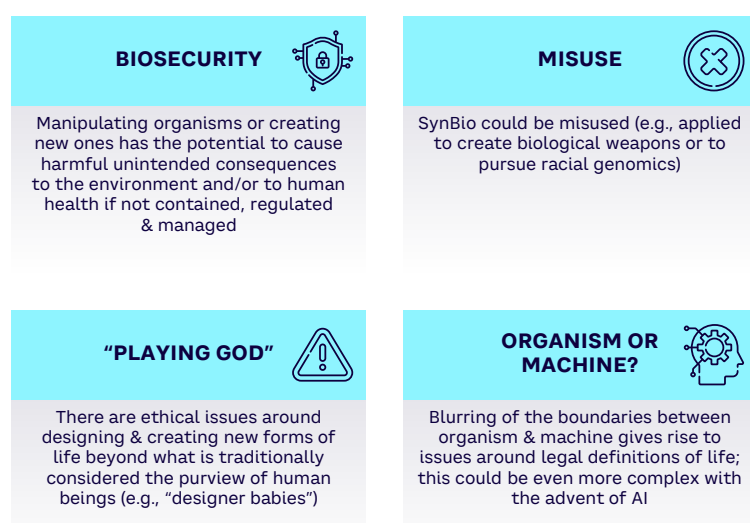 BIOSECURITY
Manipulating organisms or creating
new ones has the potential to cause
harmful unintended consequences
to the environment and/or to human
health if not contained, regulated
& managed
MISUSE
SynBio could be misused (e.g., applied
to create biological weapons or to
pursue racial genomics)
“PLAYING GOD”
There are ethical issues around
designing & creating new forms of
life beyond what is traditionally
considered the purview of human
beings (e.g., “designer babies”)
ORGANISM OR
MACHINE?
Blurring of the boundaries between
organism & machine gives rise to
issues around legal definitions of life;
this could be even more complex with
the advent of AI